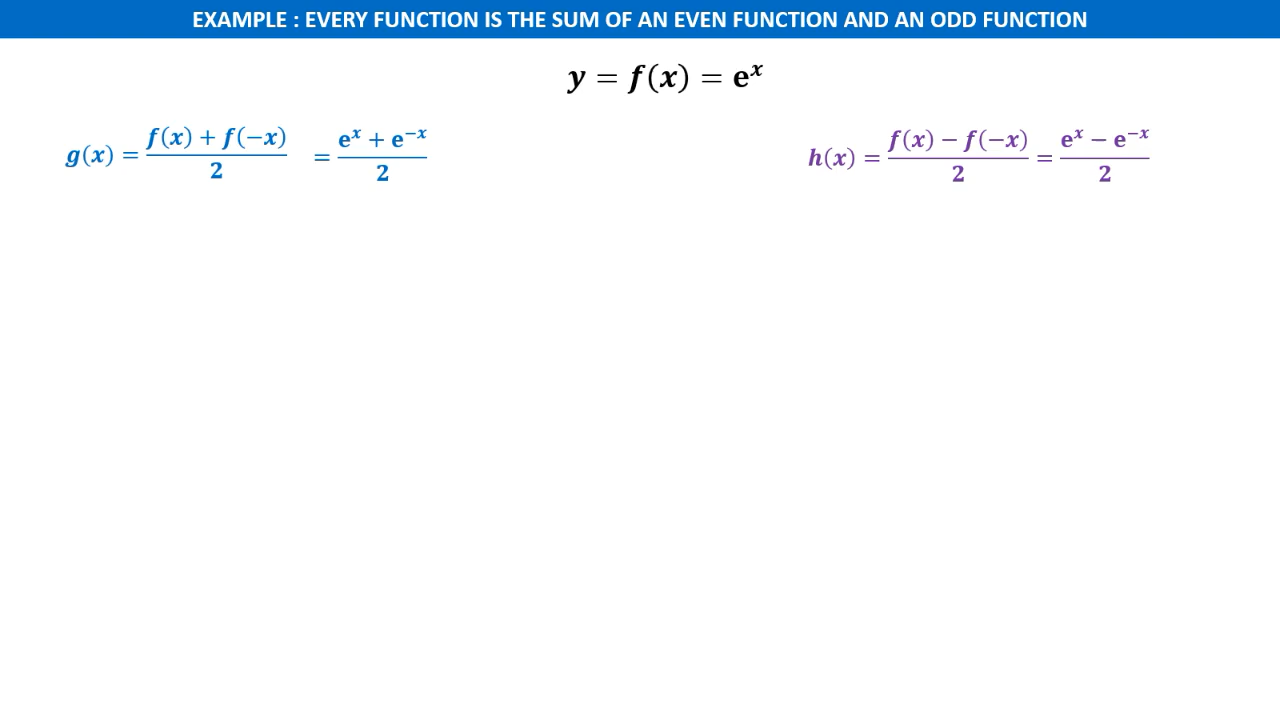 EXAMPLE : EVERY FUNCTION IS THE SUM OF AN EVEN FUNCTION AND AN ODD FUNCTION
y = f(x) = e^x
g(x) = (f(x) + f(−x))/2 = (e^x + e^−x)/2
h(x) = (f(x) − f(−x))/2 = (e^x − e^−x)/2